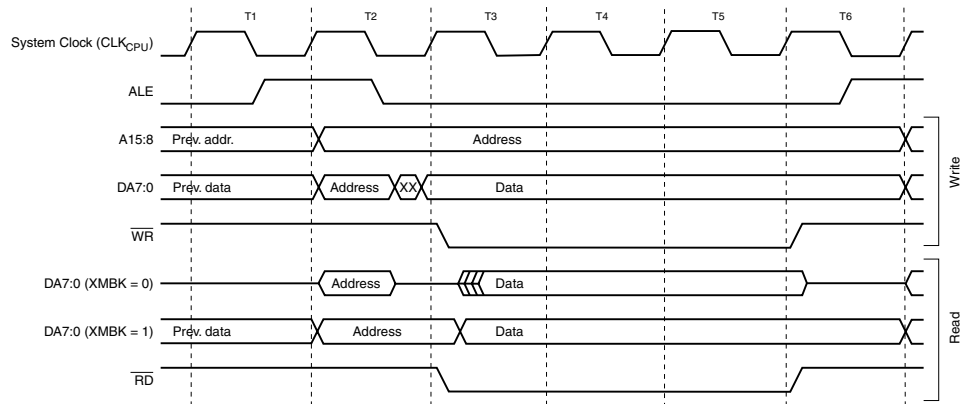 T1 T2 T3 T4 T5 T6
System Clock (CLKCPU)
ALE
A15:8 Prev. addr. Address
DA7:0 Prev. data Address XX Data
WR
Write
DA7:0 (XMBK = 0) Address Data
DA7:0 (XMBK = 1) Prev. data Address Data
RD
Read